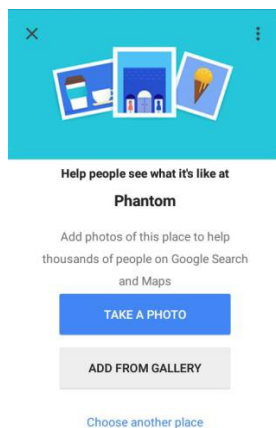 Help people see what it's like at
Phantom
Add photos of this place to help
thousands of people on Google Search
and Maps
TAKE A PHOTO
ADD FROM GALLERY
Choose another place